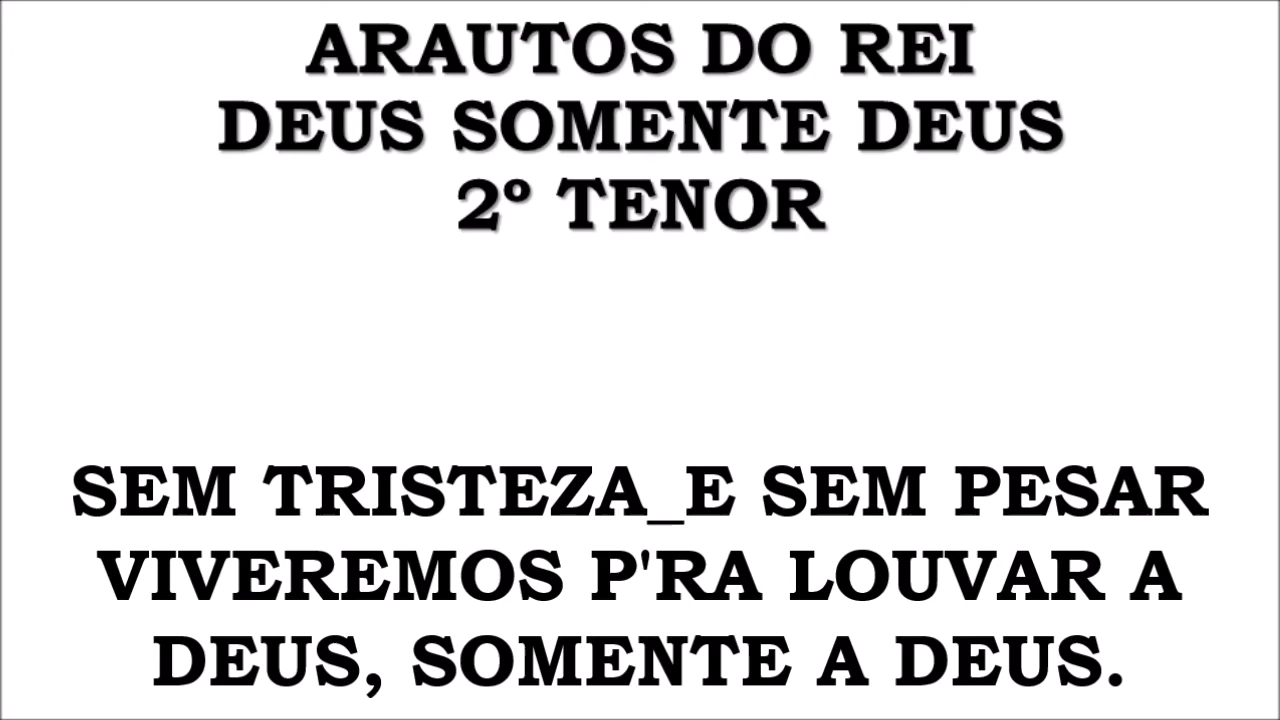 ARAUTOS DO REI
DEUS SOMENTE DEUS
2º TENOR
SEM TRISTEZA_E SEM PESAR
VIVEREMOS P'RA LOUVAR A
DEUS, SOMENTE A DEUS.